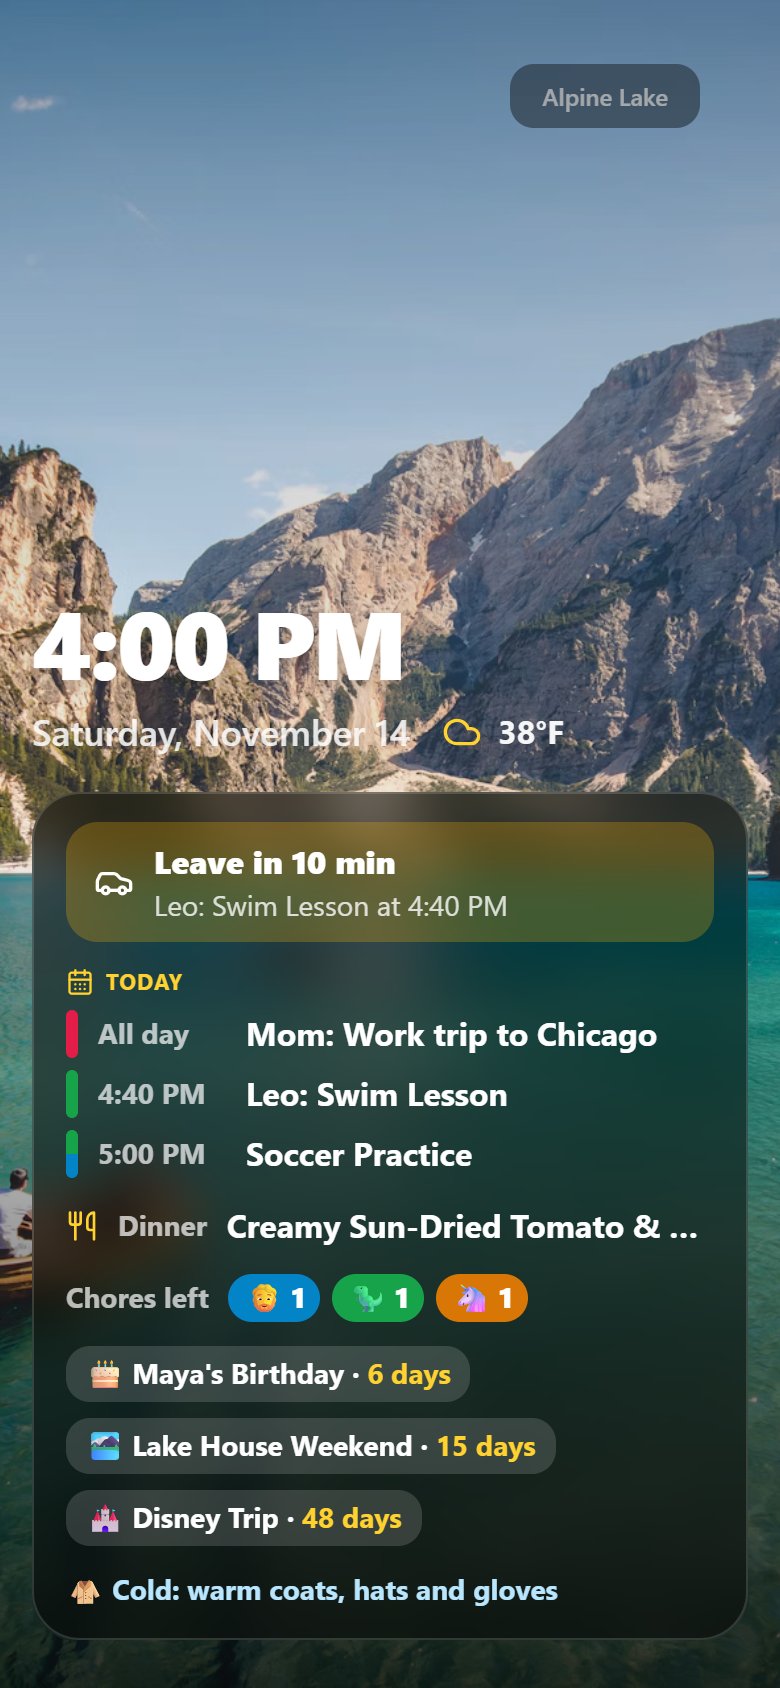 Alpine Lake
4:00 PM
Saturday, November 14 38°F
Leave in 10 min
Leo: Swim Lesson at 4:40 PM
TODAY
All day Mom: Work trip to Chicago
4:40 PM Leo: Swim Lesson
5:00 PM Soccer Practice
Dinner Creamy Sun-Dried Tomato & ...
Chores left 1 1 1
Maya's Birthday · 6 days
Lake House Weekend · 15 days
Disney Trip · 48 days
Cold: warm coats, hats and gloves